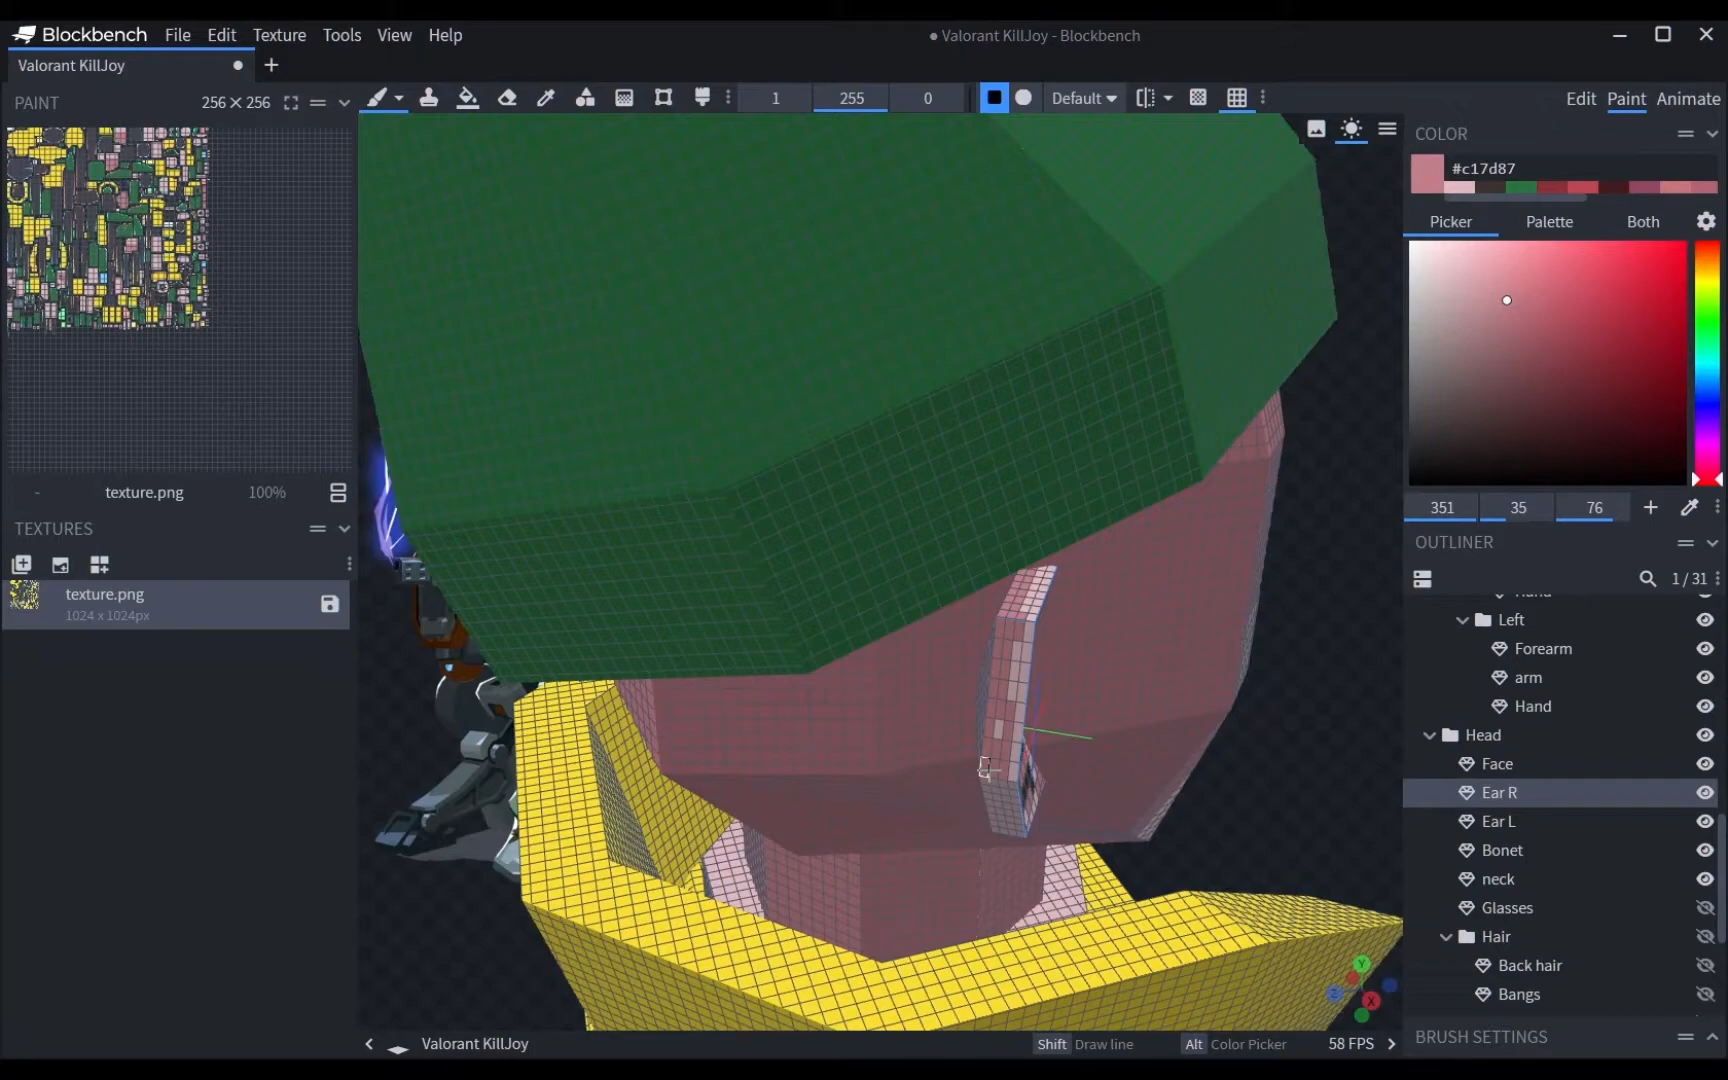 Blockbench File Edit Texture Tools View Help
● Valorant KillJoy - Blockbench
Valorant KillJoy
PAINT 256 × 256
1 255 0 Default
Edit Paint Animate
COLOR
#c17d87
Picker Palette Both
351 35 76
- texture.png 100%
TEXTURES
texture.png
1024 x 1024px
OUTLINER
1 / 31
Left
Forearm
arm
Hand
Head
Face
Ear R
Ear L
Bonet
neck
Glasses
Hair
Back hair
Bangs
BRUSH SETTINGS
Y
Z X
Valorant KillJoy
Shift Draw line Alt Color Picker 58 FPS